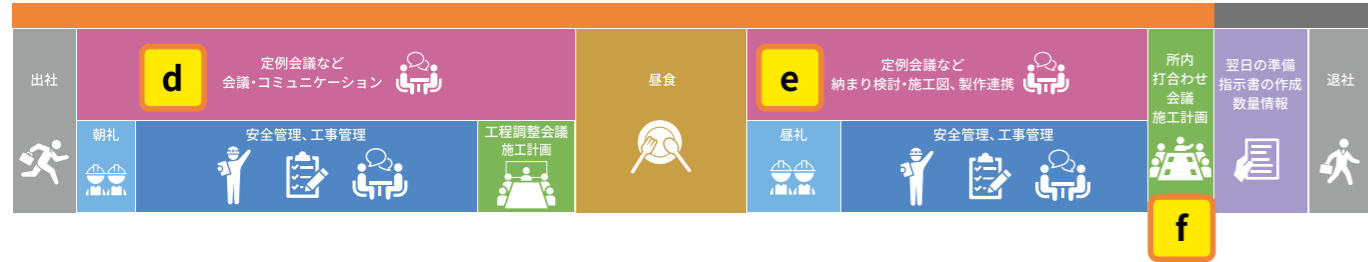 出社
d
定例会議など
会議・コミュニケーション
朝礼
安全管理、工事管理
工程調整会議
施工計画
昼食
e
定例会議など
納まり検討・施工図、製作連携
昼礼
安全管理、工事管理
所内
打合わせ
会議
施工計画
f
翌日の準備
指示書の作成
数量情報
退社